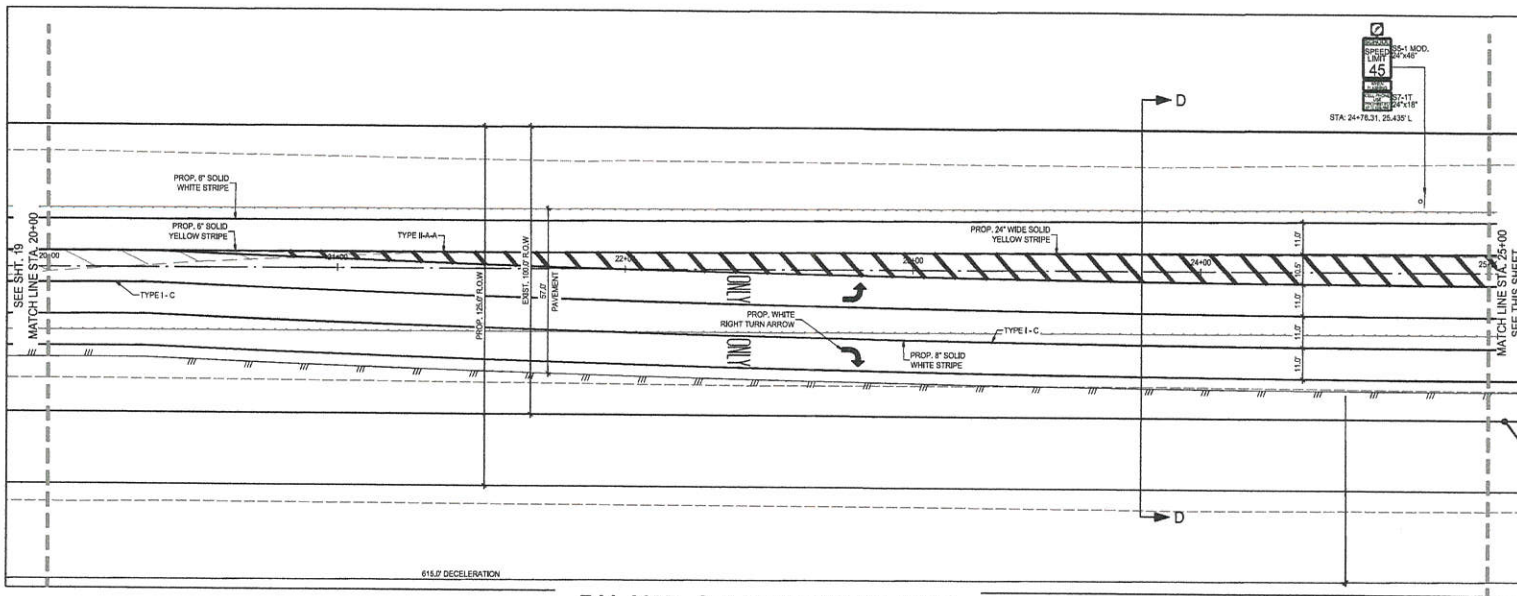 SPEED
LIMIT
45
S5-1 MOD.
24"x48"
S7-1T
24"x18"
STA: 24+76.31, 25.435' L
D
PROP. 8" SOLID
WHITE STRIPE
PROP. 6" SOLID
YELLOW STRIPE
TYPE II-A-A
PROP. 24" WIDE SOLID
YELLOW STRIPE
SEE SHT. 19
MATCH LINE STA. 20+00
20+00
21+00
22+00
23+00
24+00
PROP. 125.0' R.O.W
EXIST. 100.0' R.O.W
57.0'
PAVEMENT
ONLY
TYPE I - C
PROP. WHITE
RIGHT TURN ARROW
ONLY
TYPE I - C
PROP. 8" SOLID
WHITE STRIPE
11.0'
10.5'
11.0'
11.0'
11.0'
MATCH LINE STA. 25+00
SEE THIS SHEET
D
615.0' DECELERATION